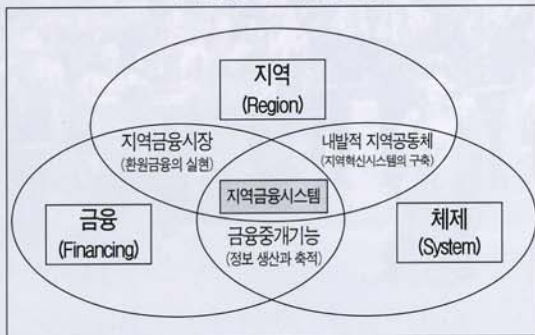 지역
(Region)
지역금융시장
(환원금융의 실현)
내발적 지역공동체
(지역혁신시스템의 구축)
지역금융시스템
금융
(Financing)
금융중개기능
(정보 생산과 축적)
체제
(System)